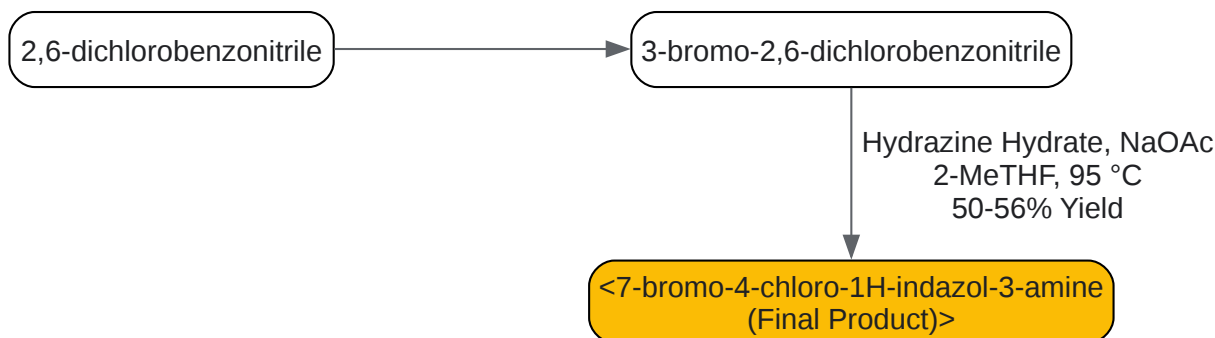 2,6-dichlorobenzonitrile
3-bromo-2,6-dichlorobenzonitrile
Hydrazine Hydrate, NaOAc
2-MeTHF, 95 °C
50-56% Yield
<7-bromo-4-chloro-1H-indazol-3-amine
(Final Product)>